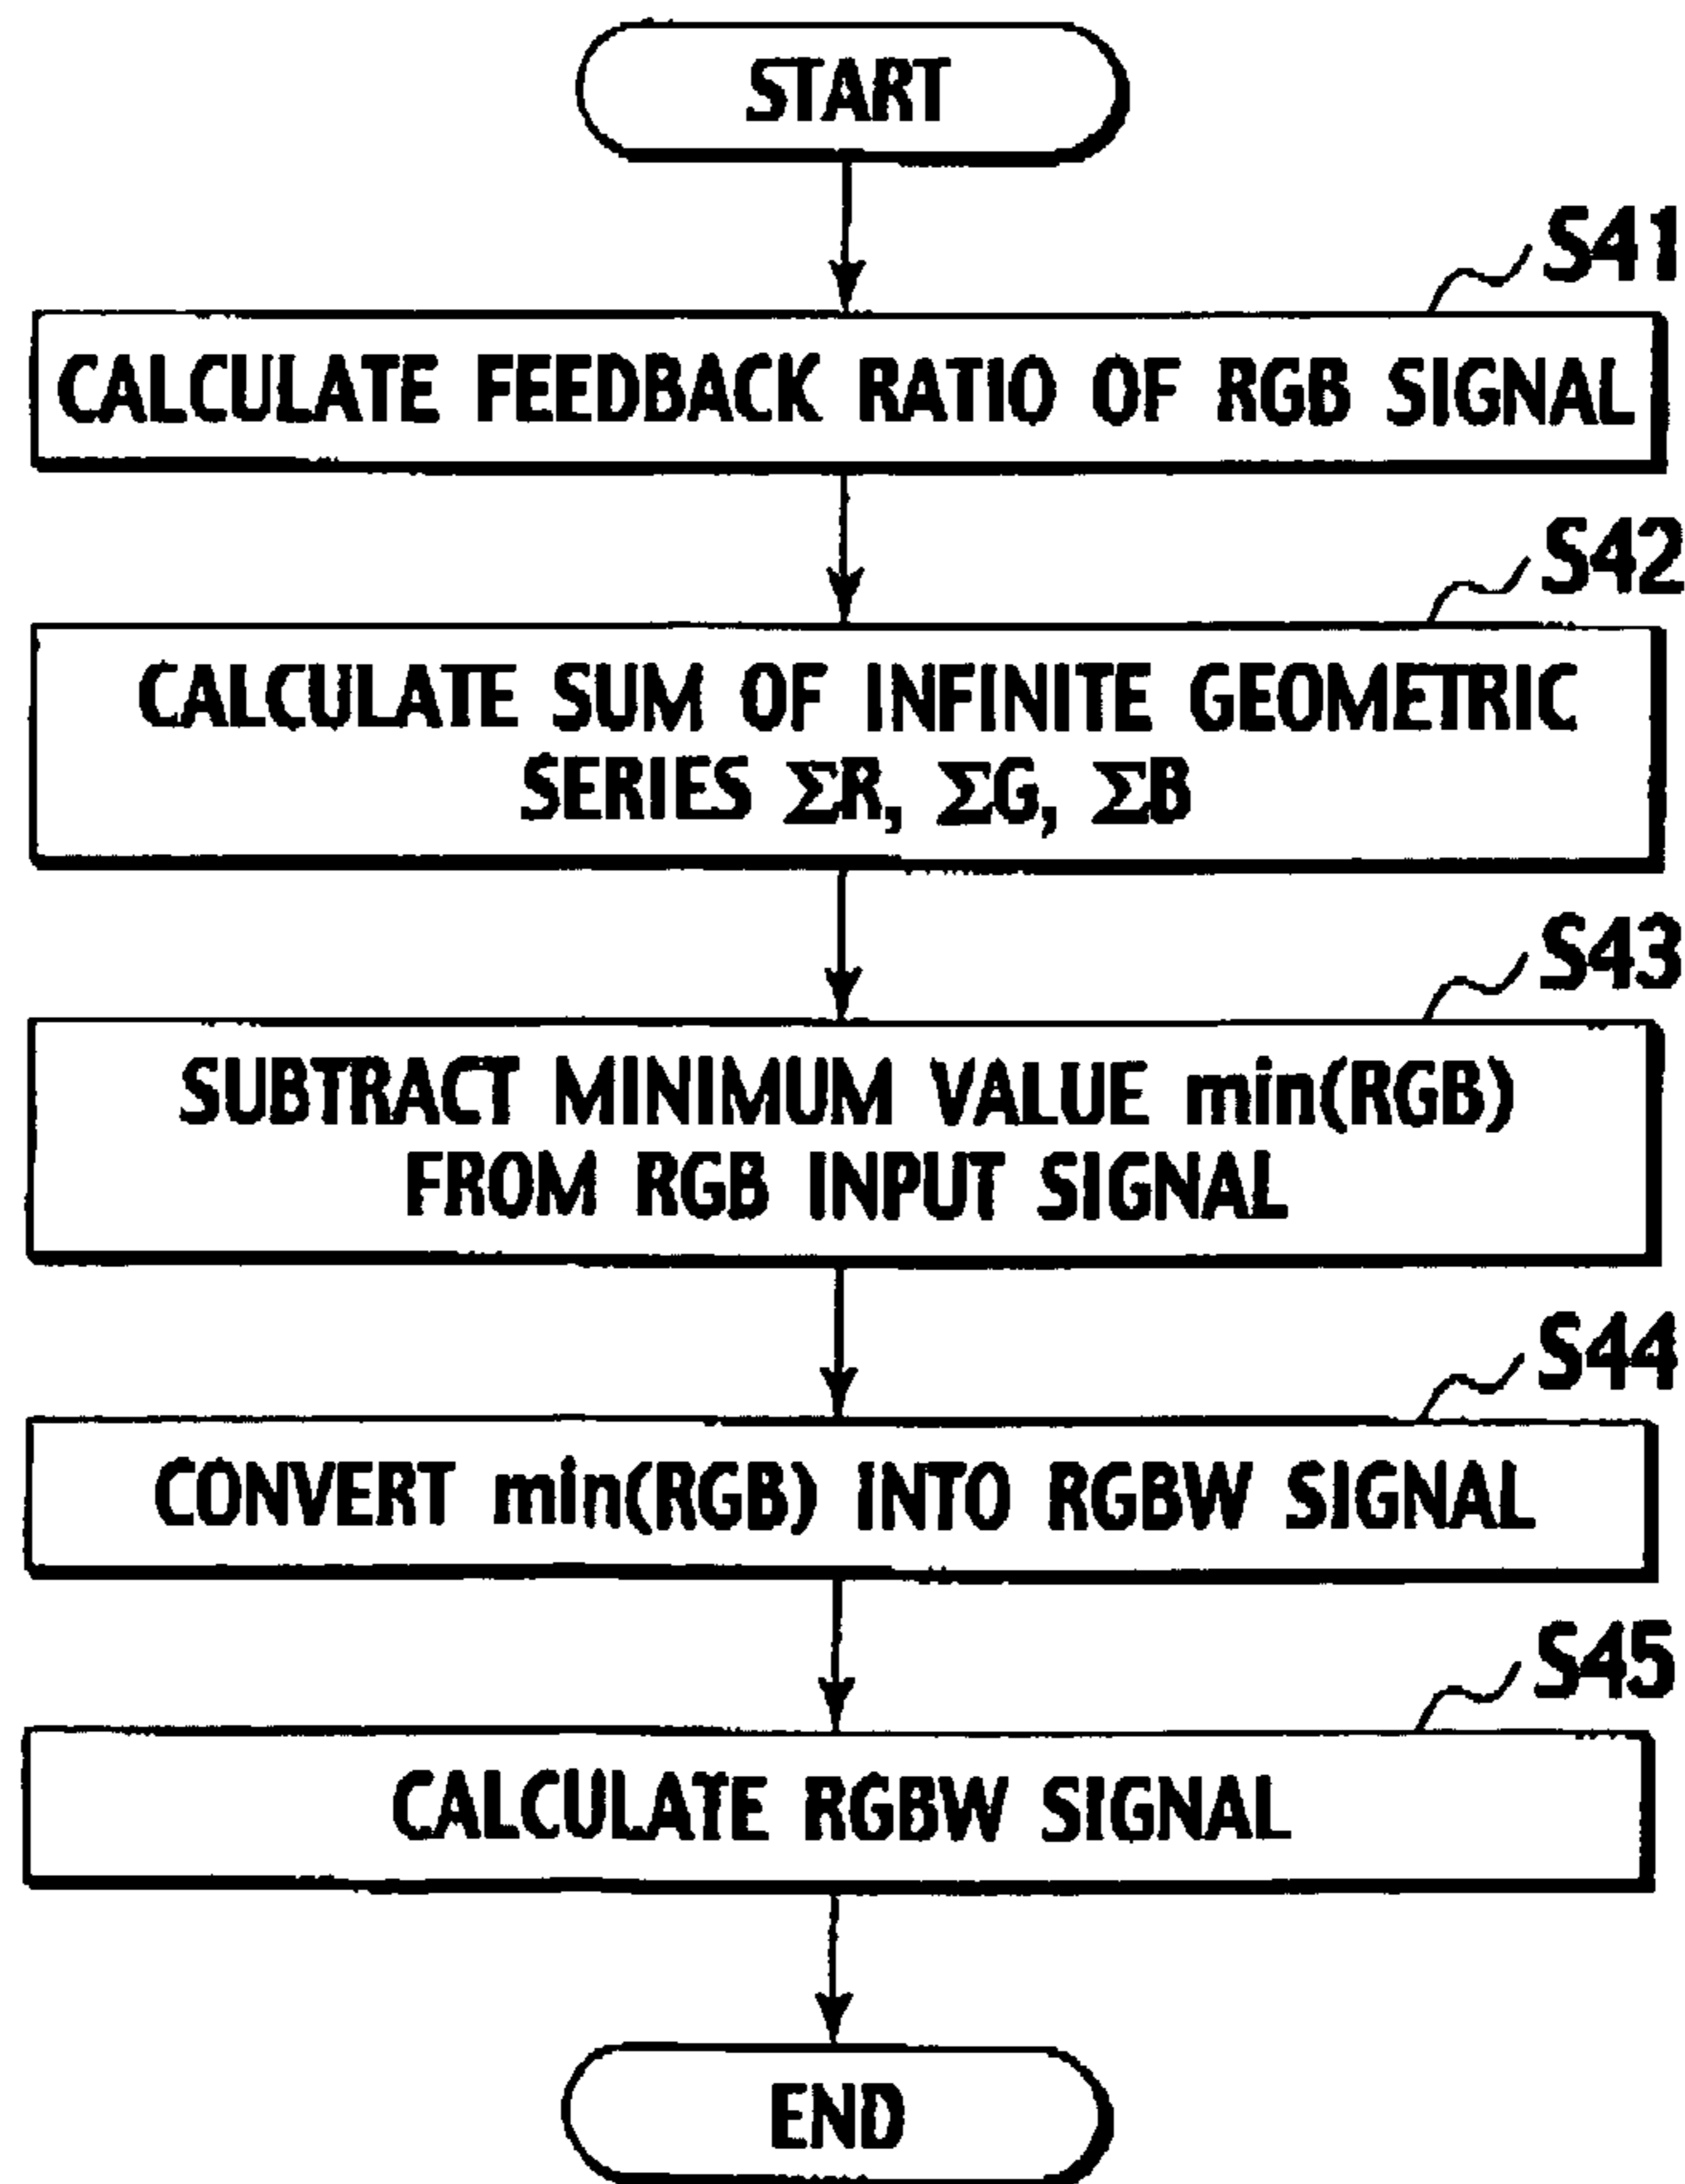 START
S41
CALCULATE FEEDBACK RATIO OF RGB SIGNAL
S42
CALCULATE SUM OF INFINITE GEOMETRIC
SERIES ΣR, ΣG, ΣB
S43
SUBTRACT MINIMUM VALUE min(RGB)
FROM RGB INPUT SIGNAL
S44
CONVERT min(RGB) INTO RGBW SIGNAL
S45
CALCULATE RGBW SIGNAL
END